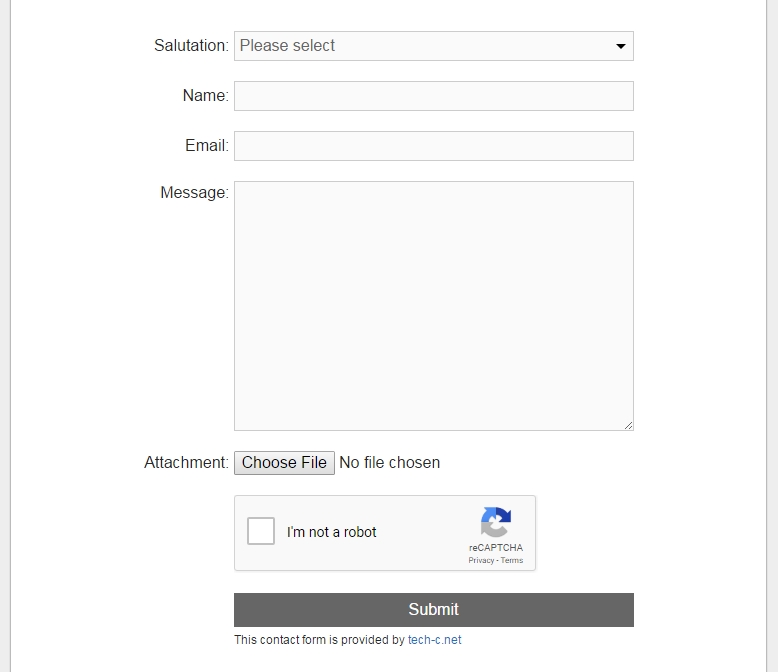 Salutation: Please select
Name:
Email:
Message:
Attachment: Choose File No file chosen
I'm not a robot
reCAPTCHA
Privacy - Terms
Submit
This contact form is provided by tech-c.net